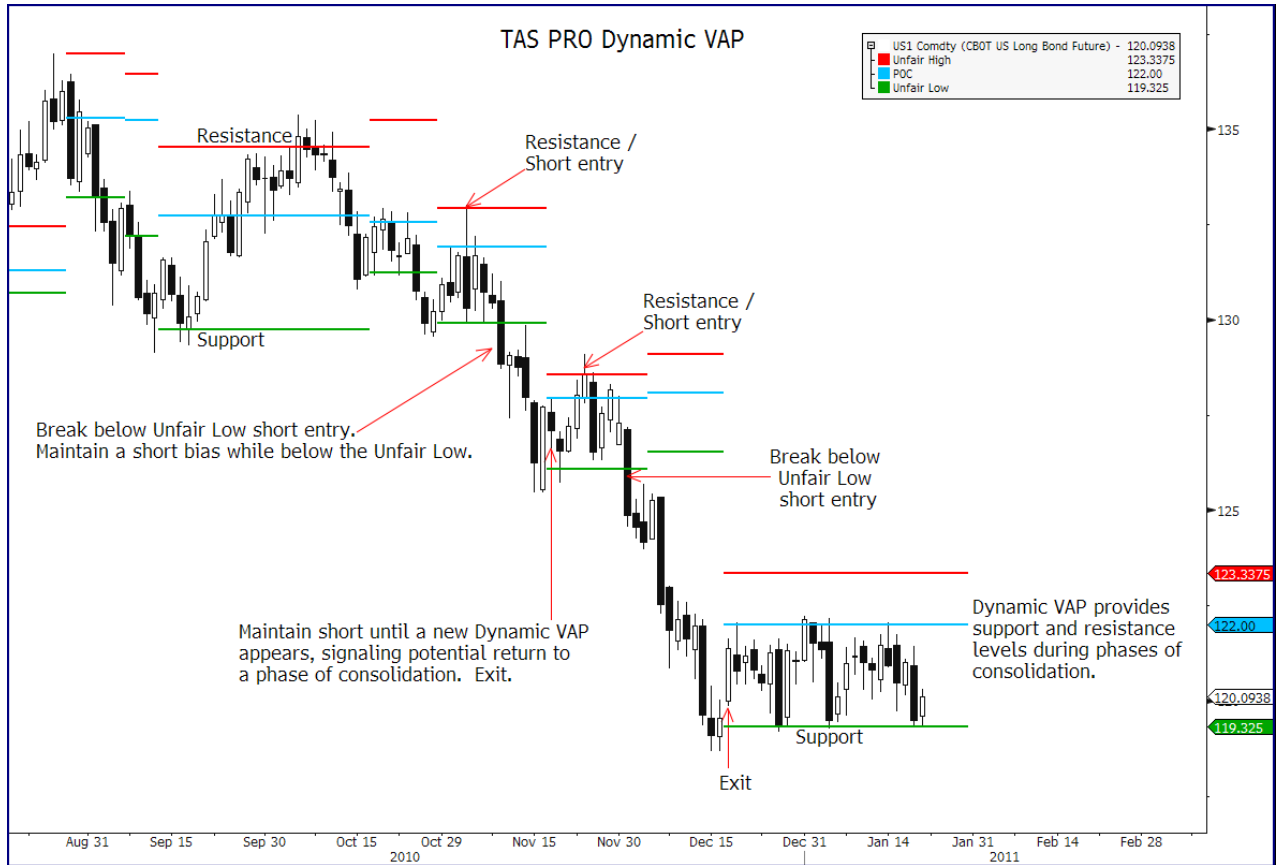 TAS PRO Dynamic VAP
US1 Comdty (CBOT US Long Bond Future) - 120.0938
Unfair High 123.3375
POC 122.00
Unfair Low 119.325
Resistance
Resistance /
Short entry
Support
Resistance /
Short entry
Break below Unfair Low short entry.
Maintain a short bias while below the Unfair Low.
Break below
Unfair Low
short entry
Maintain short until a new Dynamic VAP
appears, signaling potential return to
a phase of consolidation. Exit.
Dynamic VAP provides
support and resistance
levels during phases of
consolidation.
Support
Exit
135
130
125
123.3375
122.00
120.0938
119.325
Aug 31 Sep 15 Sep 30 Oct 15 Oct 29 Nov 15 Nov 30 Dec 15 Dec 31 Jan 14 Jan 31 Feb 14 Feb 28
2010 2011